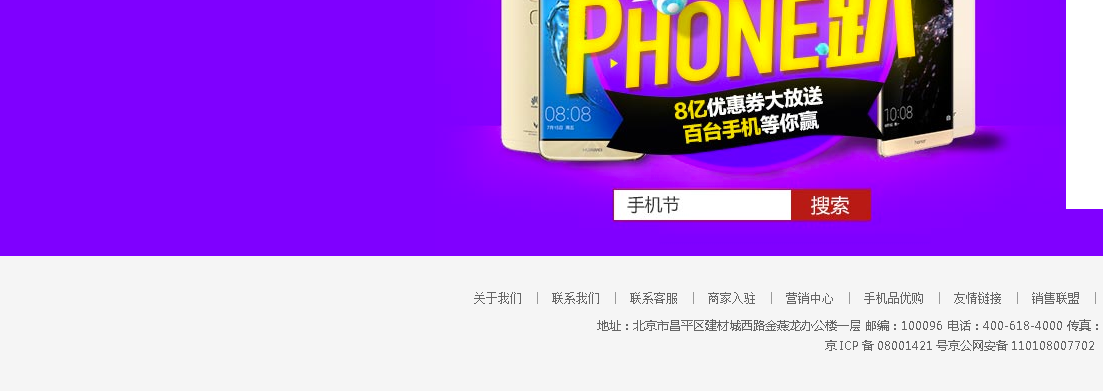 PHONE趴
8亿优惠券大放送
百台手机等你赢
08:08
10:08
HUAWEI
honor
手机节 搜索
关于我们 | 联系我们 | 联系客服 | 商家入驻 | 营销中心 | 手机品优购 | 友情链接 | 销售联盟 |
地址：北京市昌平区建材城西路金燕龙办公楼一层 邮编：100096 电话：400-618-4000 传真：
京ICP备08001421号京公网安备110108007702